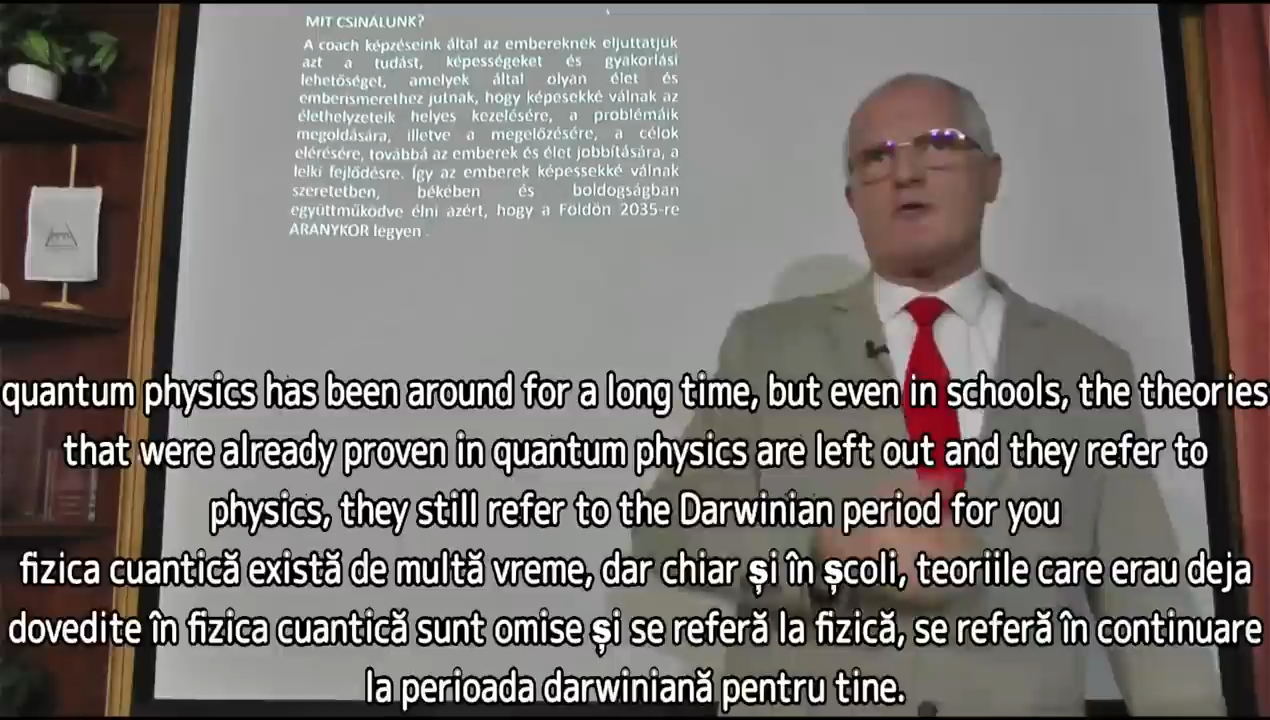 MIT CSINÁLUNK?
A coach képzéseink által az embereknek eljuttatjuk
azt a tudást, képességeket és gyakorlási
lehetőséget, amelyek által olyan élet és
emberismerethez jutnak, hogy képesekké válnak az
élethelyzeteik helyes kezelésére, a problémáik
megoldására, illetve a megelőzésére, a célok
elérésére, továbbá az emberek és élet jobbítására, a
lelki fejlődésre. Így az emberek képessekké válnak
szeretetben, békében és boldogságban
együttműködve élni azért, hogy a Földön 2035-re
ARANYKOR legyen.
quantum physics has been around for a long time, but even in schools, the theories
that were already proven in quantum physics are left out and they refer to
physics, they still refer to the Darwinian period for you
fizica cuantică există de multă vreme, dar chiar și în școli, teoriile care erau deja
dovedite în fizica cuantică sunt omise și se referă la fizică, se referă în continuare
la perioada darwiniană pentru tine.